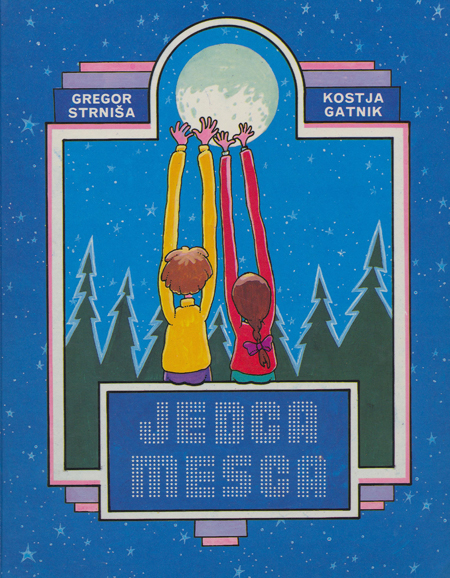 GREGOR
STRNIŠA
KOSTJA
GATNIK
JEDCA
MESCA